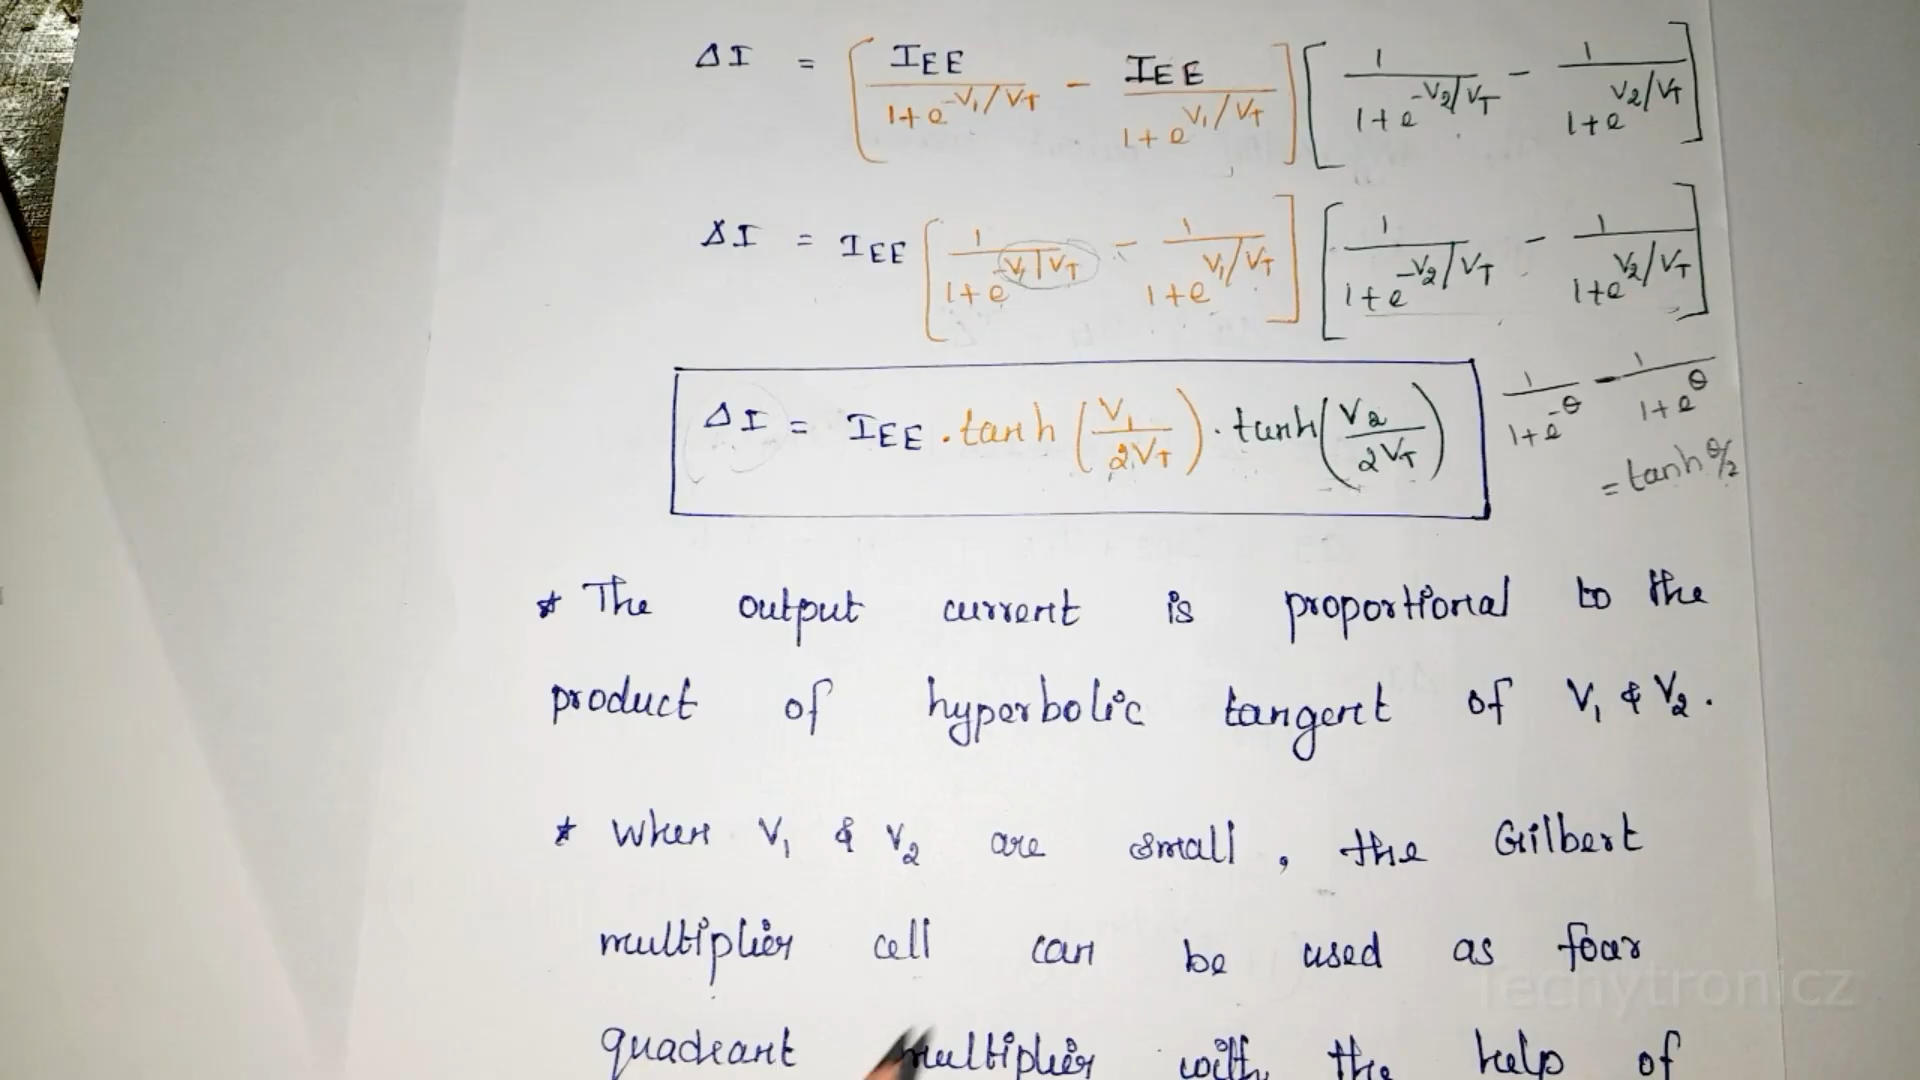 ΔI = [ IEE / (1+e^(-V1/VT)) - IEE / (1+e^(V1/VT)) ] [ 1 / (1+e^(-V2/VT)) - 1 / (1+e^(V2/VT)) ]
ΔI = IEE [ 1 / (1+e^(-V1/VT)) - 1 / (1+e^(V1/VT)) ] [ 1 / (1+e^(-V2/VT)) - 1 / (1+e^(V2/VT)) ]
ΔI = IEE . tanh (V1 / 2VT) . tanh (V2 / 2VT)
1 / (1+e^(-θ)) - 1 / (1+e^θ)
= tanh θ/2
* The output current is proportional to the
product of hyperbolic tangent of V1 & V2.
* When V1 & V2 are small, the Gilbert
multiplier cell can be used as four
quadrant multiplier with the help of
Techytron.cz